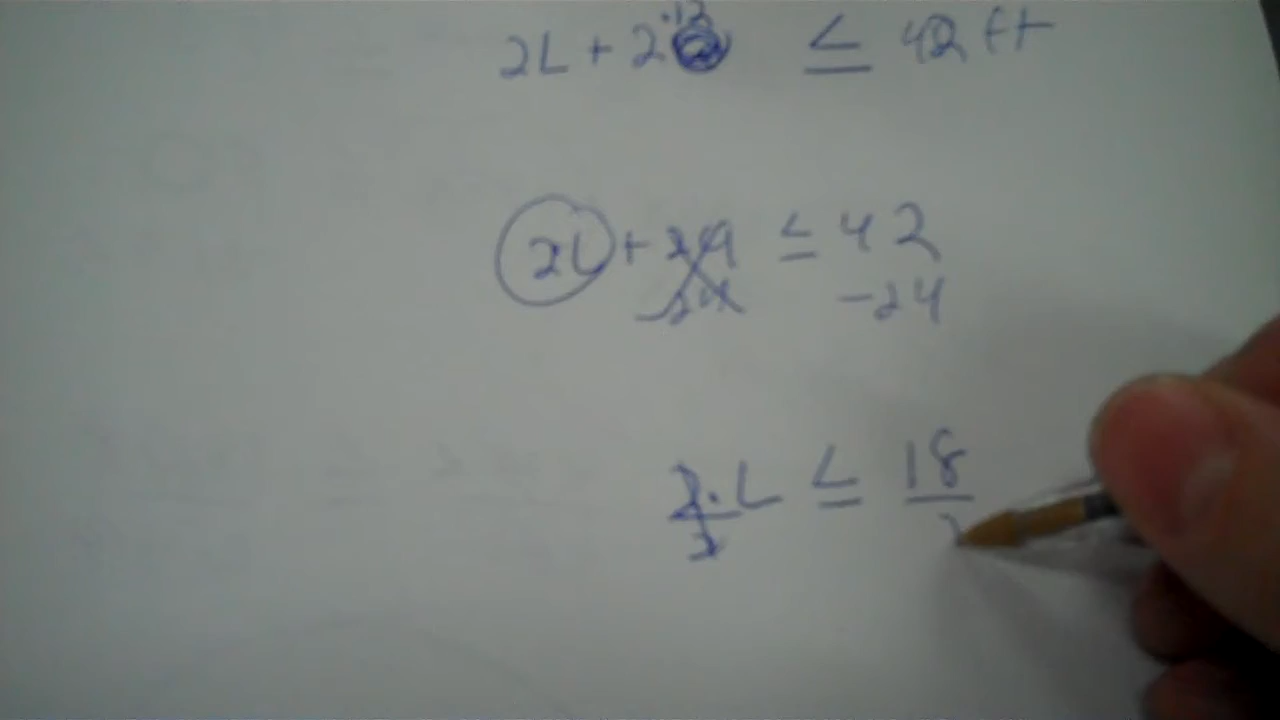 2L + 2 · 12 ≤ 42 ft
2L + 24 ≤ 42
- 24 - 24
2 · L ≤ 18
2 2